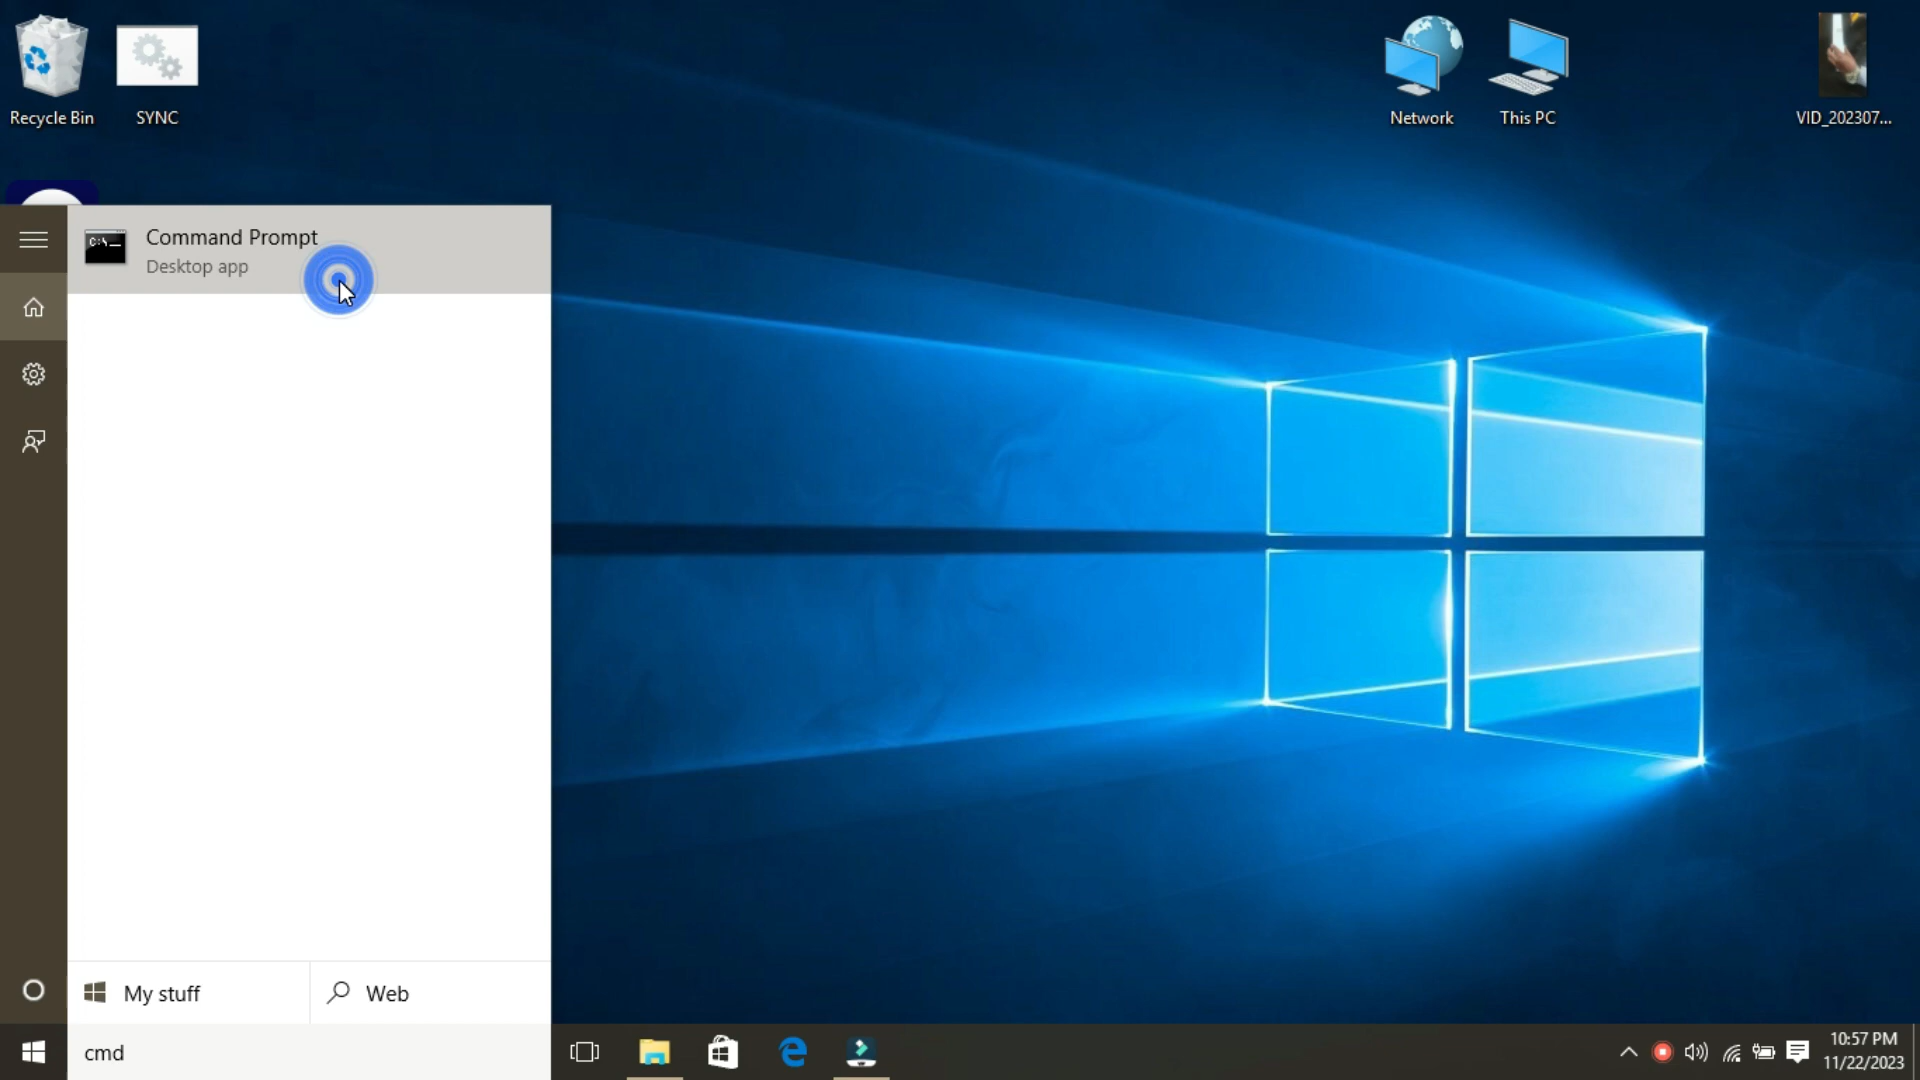 Recycle Bin
SYNC
Network
This PC
VID_202307...
C:\_
Command Prompt
Desktop app
My stuff
Web
cmd
10:57 PM
11/22/2023